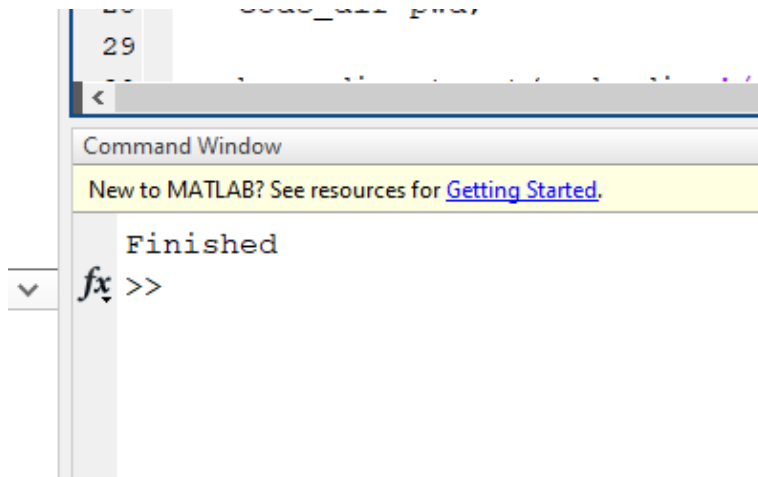 29
Command Window
New to MATLAB? See resources for Getting Started.
Finished
fx >>